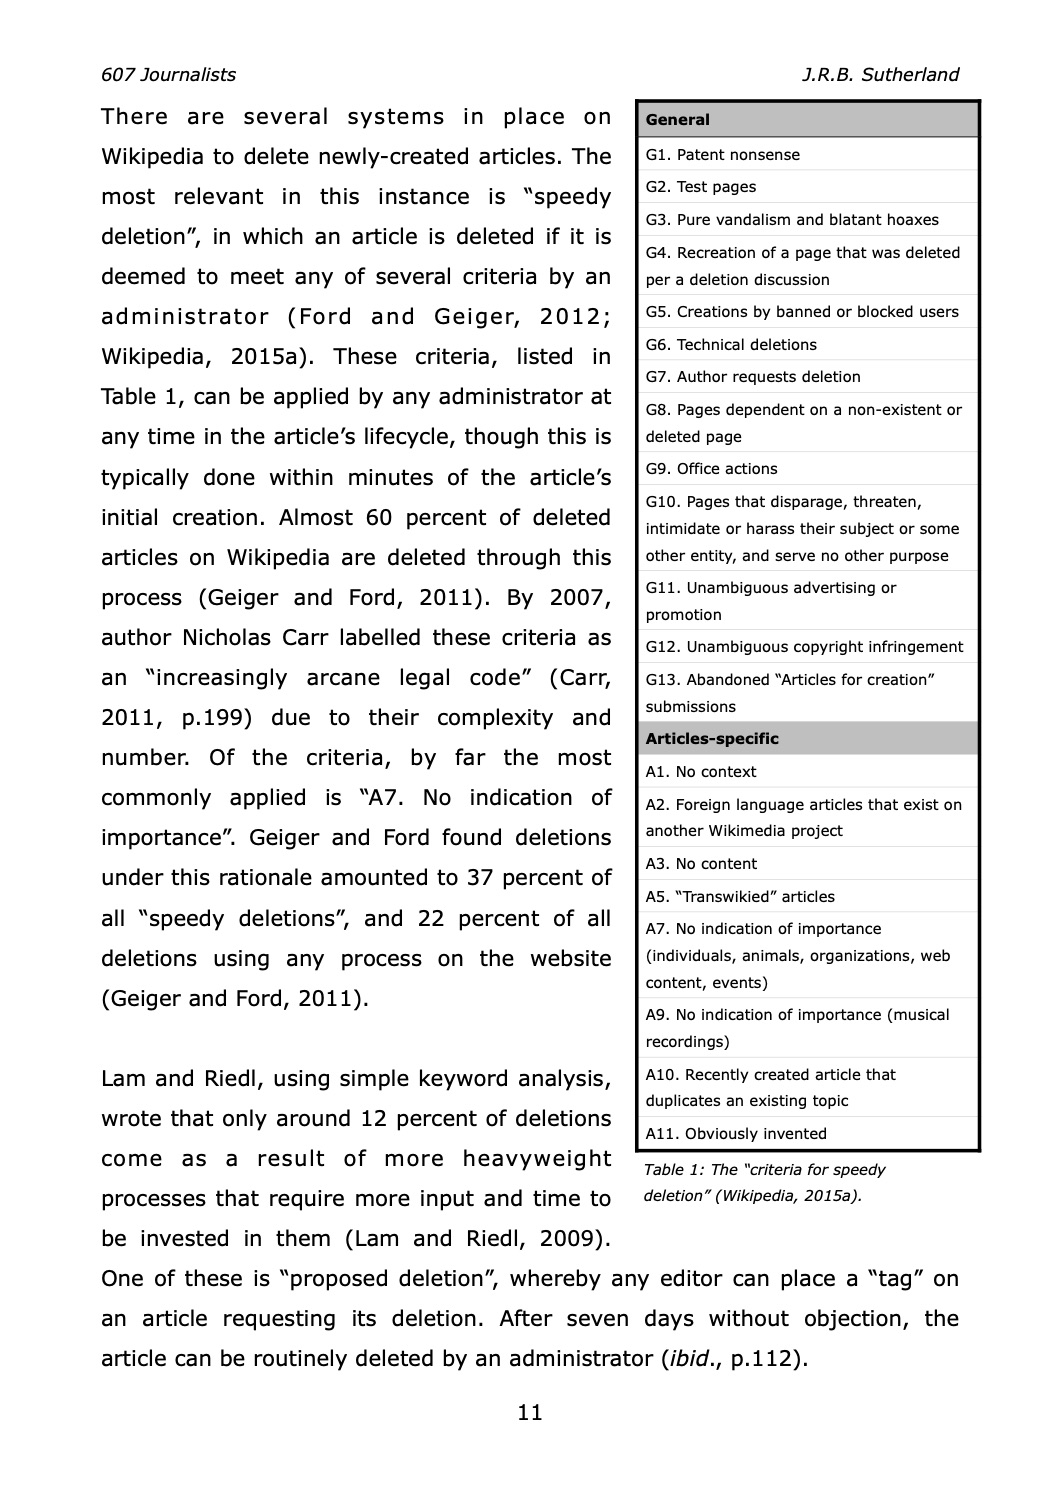 607 Journalists
J.R.B. Sutherland
There are several systems in place on
Wikipedia to delete newly-created articles. The
most relevant in this instance is “speedy
deletion”, in which an article is deleted if it is
deemed to meet any of several criteria by an
administrator (Ford and Geiger, 2012;
Wikipedia, 2015a). These criteria, listed in
Table 1, can be applied by any administrator at
any time in the article’s lifecycle, though this is
typically done within minutes of the article’s
initial creation. Almost 60 percent of deleted
articles on Wikipedia are deleted through this
process (Geiger and Ford, 2011). By 2007,
author Nicholas Carr labelled these criteria as
an “increasingly arcane legal code” (Carr,
2011, p.199) due to their complexity and
number. Of the criteria, by far the most
commonly applied is “A7. No indication of
importance”. Geiger and Ford found deletions
under this rationale amounted to 37 percent of
all “speedy deletions”, and 22 percent of all
deletions using any process on the website
(Geiger and Ford, 2011).
Lam and Riedl, using simple keyword analysis,
wrote that only around 12 percent of deletions
come as a result of more heavyweight
processes that require more input and time to
be invested in them (Lam and Riedl, 2009).
One of these is “proposed deletion”, whereby any editor can place a “tag” on
an article requesting its deletion. After seven days without objection, the
article can be routinely deleted by an administrator (ibid., p.112).
General
G1. Patent nonsense
G2. Test pages
G3. Pure vandalism and blatant hoaxes
G4. Recreation of a page that was deleted
per a deletion discussion
G5. Creations by banned or blocked users
G6. Technical deletions
G7. Author requests deletion
G8. Pages dependent on a non-existent or
deleted page
G9. Office actions
G10. Pages that disparage, threaten,
intimidate or harass their subject or some
other entity, and serve no other purpose
G11. Unambiguous advertising or
promotion
G12. Unambiguous copyright infringement
G13. Abandoned “Articles for creation”
submissions
Articles-specific
A1. No context
A2. Foreign language articles that exist on
another Wikimedia project
A3. No content
A5. “Transwikied” articles
A7. No indication of importance
(individuals, animals, organizations, web
content, events)
A9. No indication of importance (musical
recordings)
A10. Recently created article that
duplicates an existing topic
A11. Obviously invented
Table 1: The “criteria for speedy
deletion” (Wikipedia, 2015a).
11